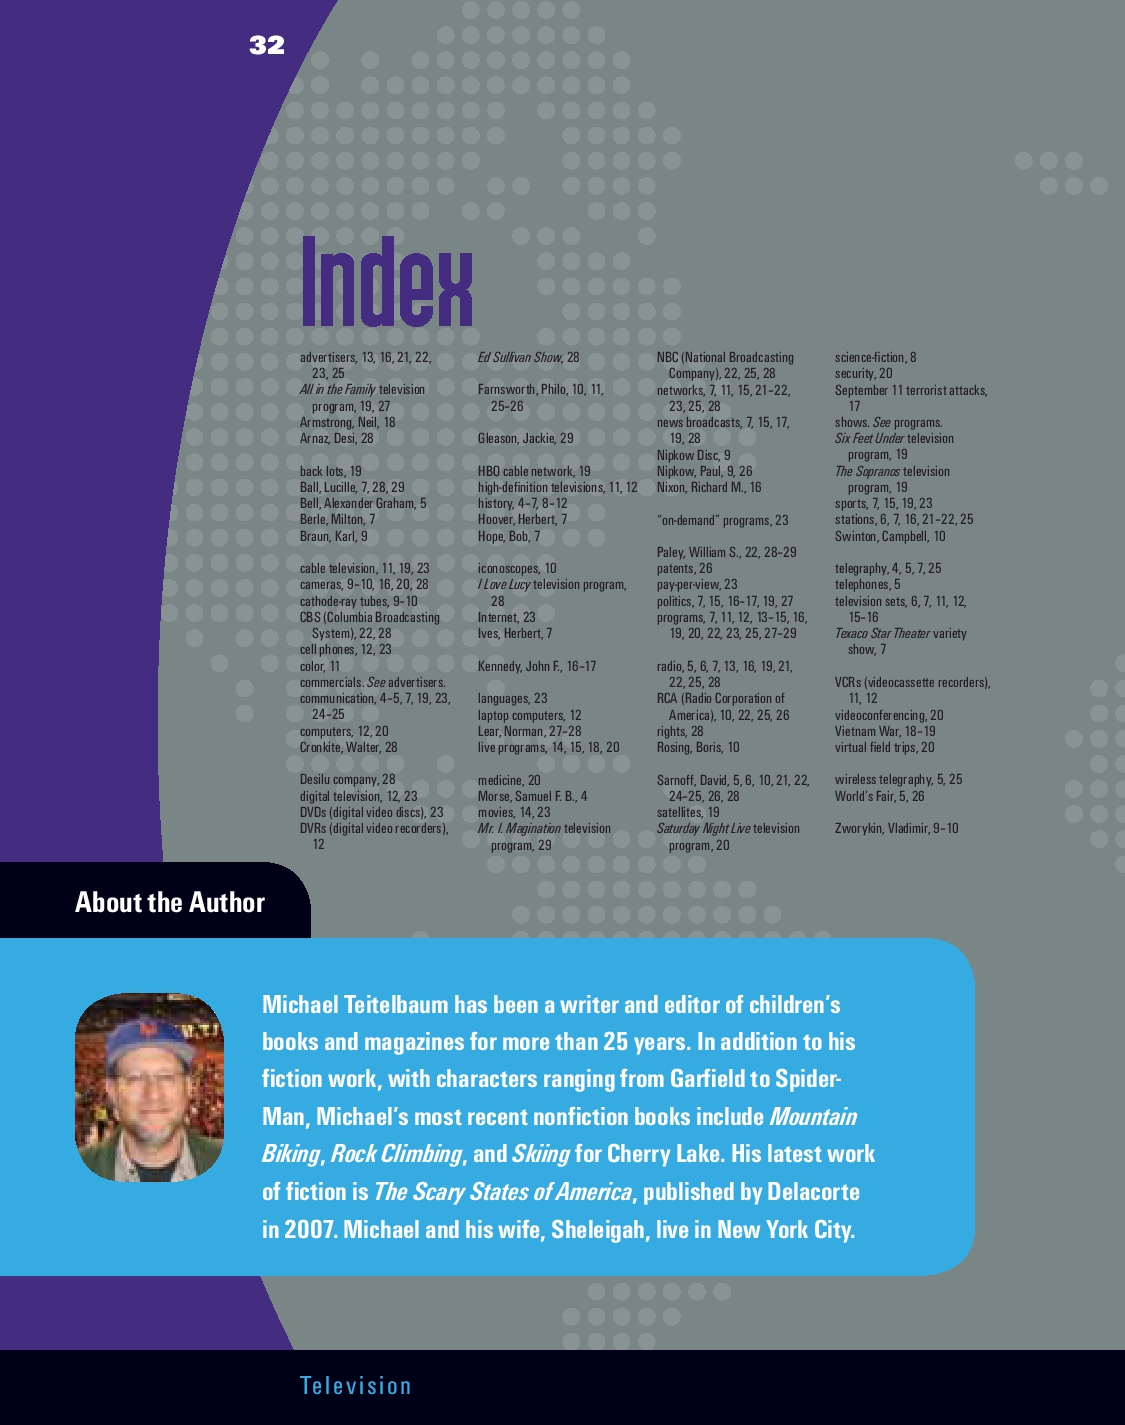 32
Index
advertisers, 13, 16, 21, 22,
23, 25
All in the Family television
program, 19, 27
Armstrong, Neil, 18
Arnaz, Desi, 28
back lots, 19
Ball, Lucille, 7, 28, 29
Bell, Alexander Graham, 5
Berle, Milton, 7
Braun, Karl, 9
cable television, 11, 19, 23
cameras, 9–10, 16, 20, 28
cathode-ray tubes, 9–10
CBS (Columbia Broadcasting
System), 22, 28
cell phones, 12, 23
color, 11
commercials. See advertisers.
communication, 4–5, 7, 19, 23,
24–25
computers, 12, 20
Cronkite, Walter, 28
Desilu company, 28
digital television, 12, 23
DVDs (digital video discs), 23
DVRs (digital video recorders),
12
Ed Sullivan Show, 28
Farnsworth, Philo, 10, 11,
25–26
Gleason, Jackie, 29
HBO cable network, 19
high-definition televisions, 11, 12
history, 4–7, 8–12
Hoover, Herbert, 7
Hope, Bob, 7
iconoscopes, 10
I Love Lucy television program,
28
Internet, 23
Ives, Herbert, 7
Kennedy, John F., 16–17
languages, 23
laptop computers, 12
Lear, Norman, 27–28
live programs, 14, 15, 18, 20
medicine, 20
Morse, Samuel F. B., 4
movies, 14, 23
Mr. I. Magination television
program, 29
NBC (National Broadcasting
Company), 22, 25, 28
networks, 7, 11, 15, 21–22,
23, 25, 28
news broadcasts, 7, 15, 17,
19, 28
Nipkow Disc, 9
Nipkow, Paul, 9, 26
Nixon, Richard M., 16
“on-demand” programs, 23
Paley, William S., 22, 28–29
patents, 26
pay-per-view, 23
politics, 7, 15, 16–17, 19, 27
programs, 7, 11, 12, 13–15, 16,
19, 20, 22, 23, 25, 27–29
radio, 5, 6, 7, 13, 16, 19, 21,
22, 25, 28
RCA (Radio Corporation of
America), 10, 22, 25, 26
rights, 28
Rosing, Boris, 10
Sarnoff, David, 5, 6, 10, 21, 22,
24–25, 26, 28
satellites, 19
Saturday Night Live television
program, 20
science-fiction, 8
security, 20
September 11 terrorist attacks,
17
shows. See programs.
Six Feet Under television
program, 19
The Sopranos television
program, 19
sports, 7, 15, 19, 23
stations, 6, 7, 16, 21–22, 25
Swinton, Campbell, 10
telegraphy, 4, 5, 7, 25
telephones, 5
television sets, 6, 7, 11, 12,
15–16
Texaco Star Theater variety
show, 7
VCRs (videocassette recorders),
11, 12
videoconferencing, 20
Vietnam War, 18–19
virtual field trips, 20
wireless telegraphy, 5, 25
World’s Fair, 5, 26
Zworykin, Vladimir, 9–10
About the Author
Michael Teitelbaum has been a writer and editor of children’s
books and magazines for more than 25 years. In addition to his
fiction work, with characters ranging from Garfield to Spider-
Man, Michael’s most recent nonfiction books include Mountain
Biking, Rock Climbing, and Skiing for Cherry Lake. His latest work
of fiction is The Scary States of America, published by Delacorte
in 2007. Michael and his wife, Sheleigah, live in New York City.
Television